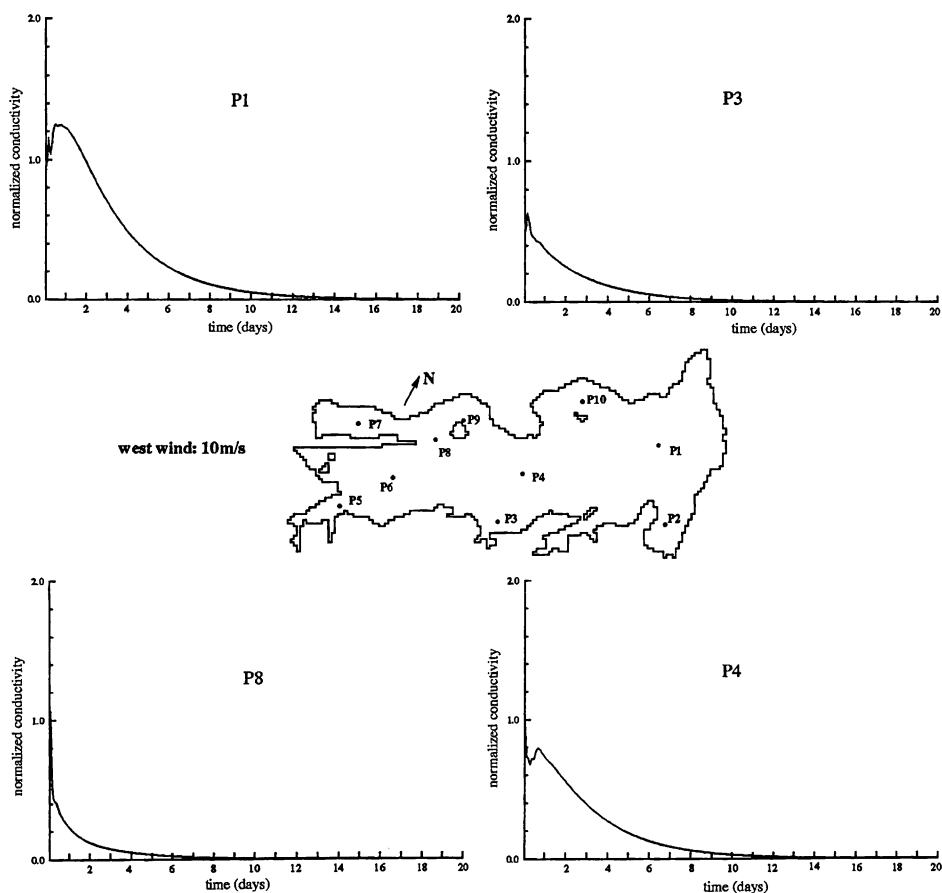 2.0
normalized conductivity
1.0
0.0
P1
2 4 6 8 10 12 14 16 18 20
time (days)
2.0
normalized conductivity
1.0
0.0
P3
2 4 6 8 10 12 14 16 18 20
time (days)
west wind: 10m/s
N
P10
P7
P9
P8
P1
P4
P6
P5
P3
P2
2.0
normalized conductivity
1.0
0.0
P8
2 4 6 8 10 12 14 16 18 20
time (days)
2.0
normalized conductivity
1.0
0.0
P4
2 4 6 8 10 12 14 16 18 20
time (days)